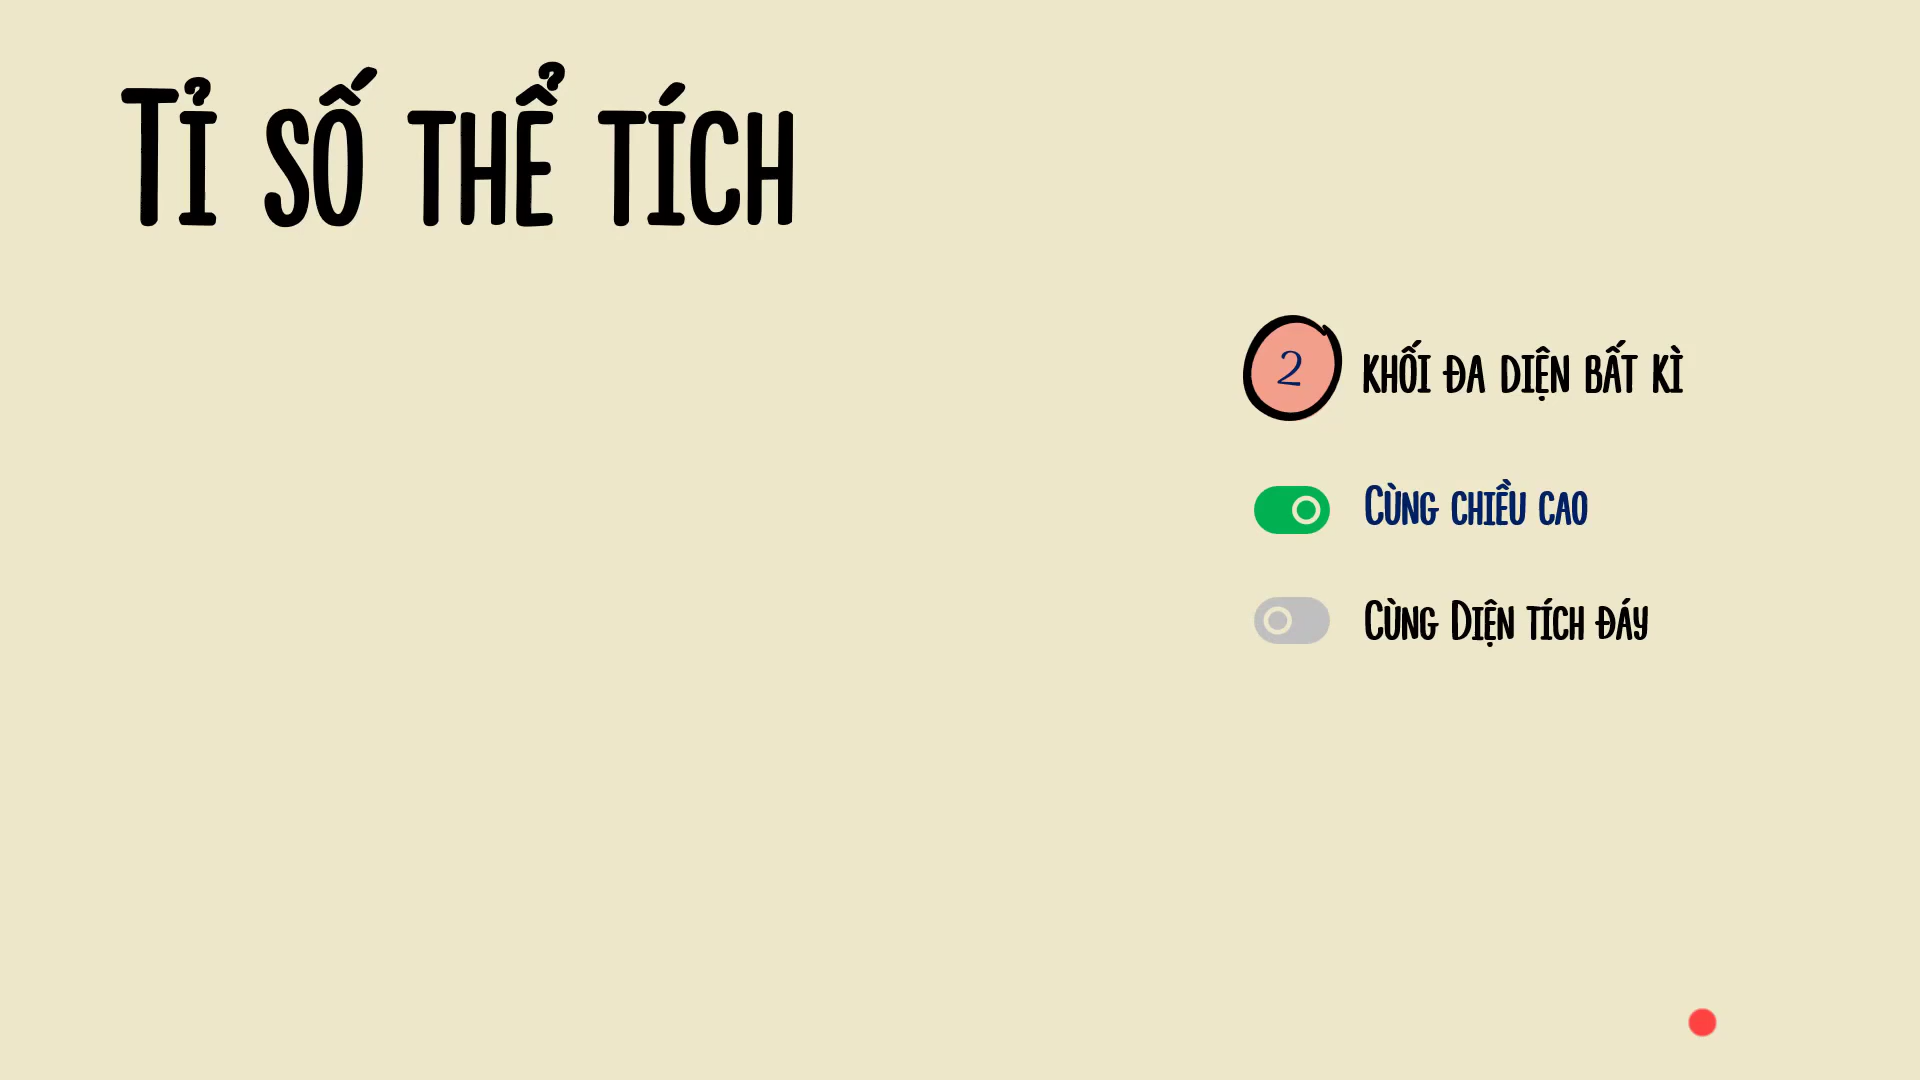 Tỉ số thể tích
2 khối đa diện bất kì
Cùng chiều cao
Cùng Diện tích đáy